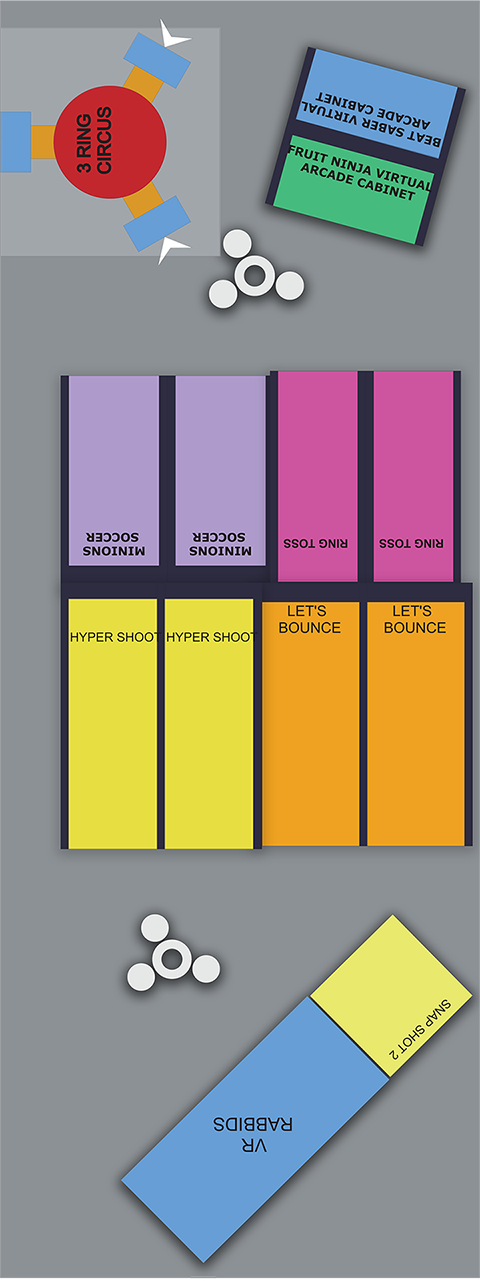 3 RING
CIRCUS
BEAT SABER VIRTUAL
ARCADE CABINET
FRUIT NINJA VIRTUAL
ARCADE CABINET
MINIONS
SOCCER
MINIONS
SOCCER
RING TOSS
RING TOSS
HYPER SHOOT
HYPER SHOOT
LET'S
BOUNCE
LET'S
BOUNCE
SNAP SHOT 2
VR
RABBIDS